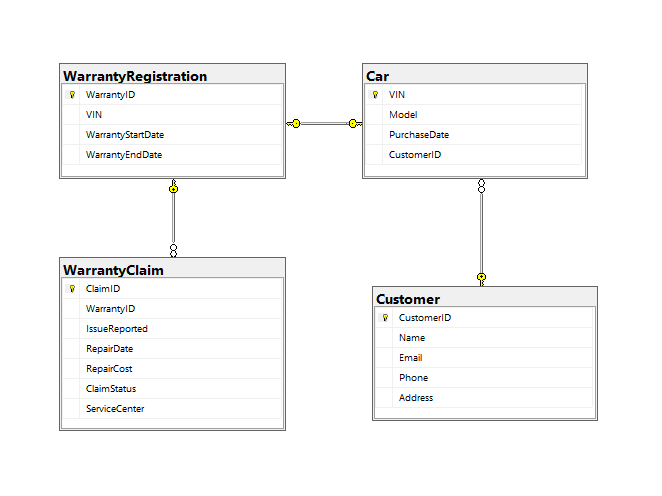 WarrantyRegistration
WarrantyID
VIN
WarrantyStartDate
WarrantyEndDate
Car
VIN
Model
PurchaseDate
CustomerID
WarrantyClaim
ClaimID
WarrantyID
IssueReported
RepairDate
RepairCost
ClaimStatus
ServiceCenter
Customer
CustomerID
Name
Email
Phone
Address